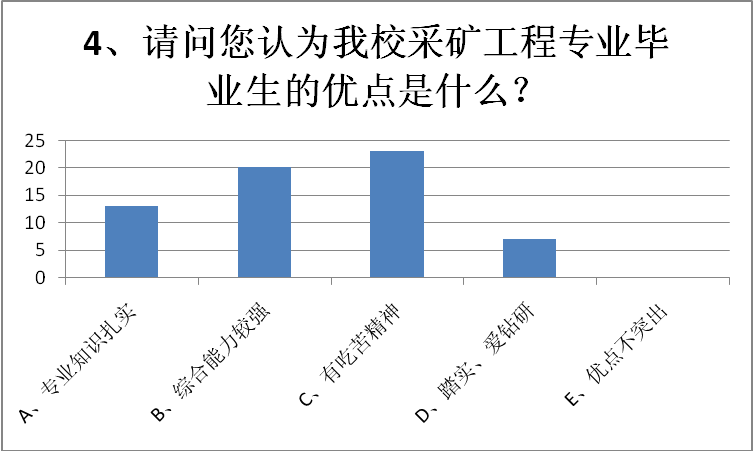 4、请问您认为我校采矿工程专业毕
业生的优点是什么？
25
20
15
10
5
0
A、专业知识扎实
B、综合能力较强
C、有吃苦精神
D、踏实、爱钻研
E、优点不突出